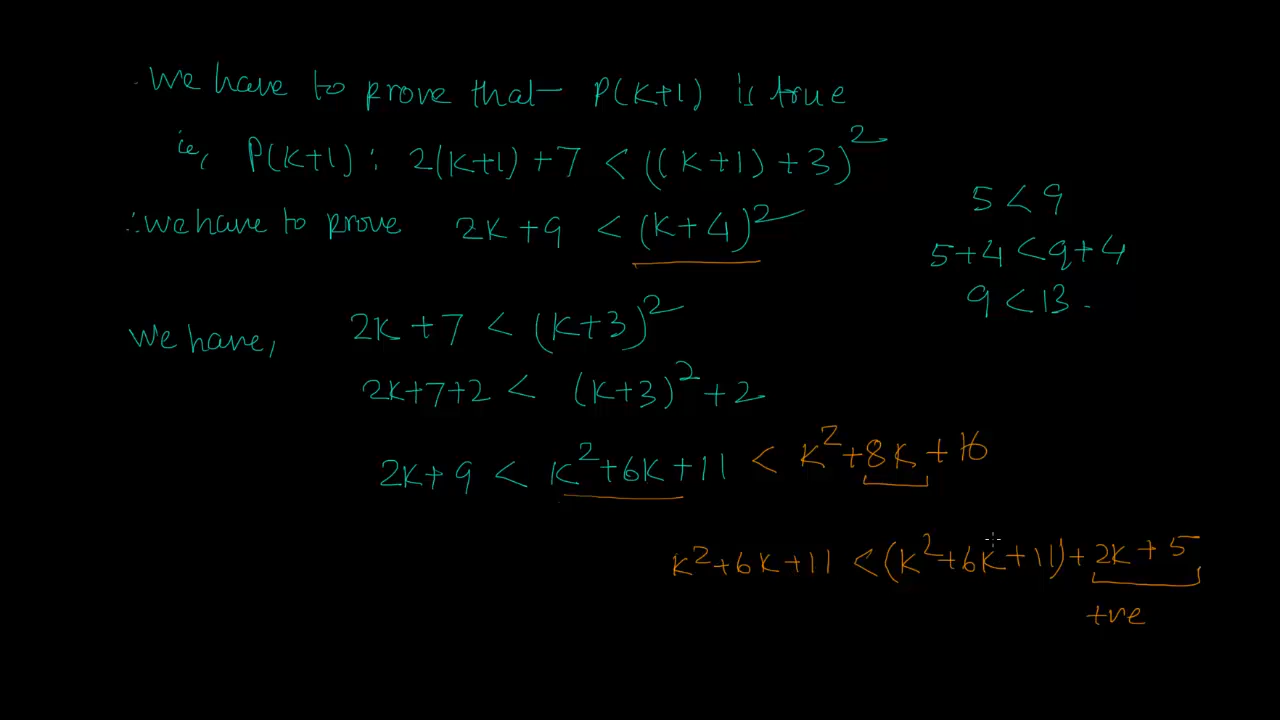 We have to prove that P(K+1) is true
ie, P(K+1) : 2(K+1) + 7 < ((K+1) + 3)²
∴ we have to prove 2K + 9 < (K+4)²
5 < 9
5+4 < 9+4
9 < 13
We have, 2K + 7 < (K+3)²
2K+7+2 < (K+3)² + 2
2K+9 < K²+6K+11 < K²+8K+16
K²+6K+11 < (K²+6K+11) + 2K + 5
+ve